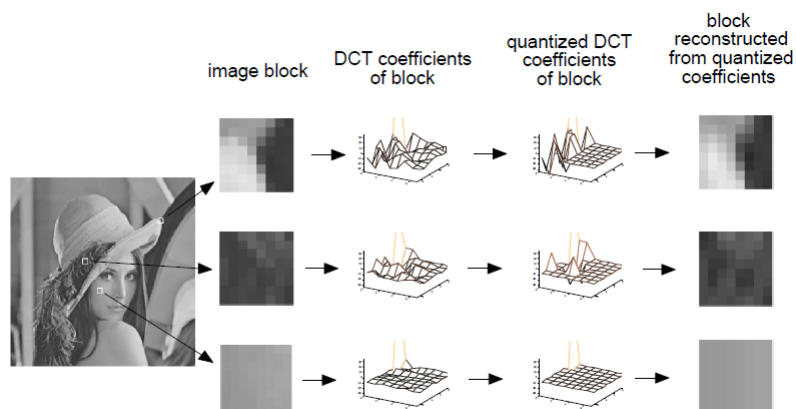 image block
DCT coefficients
of block
quantized DCT
coefficients
of block
block
reconstructed
from quantized
coefficients